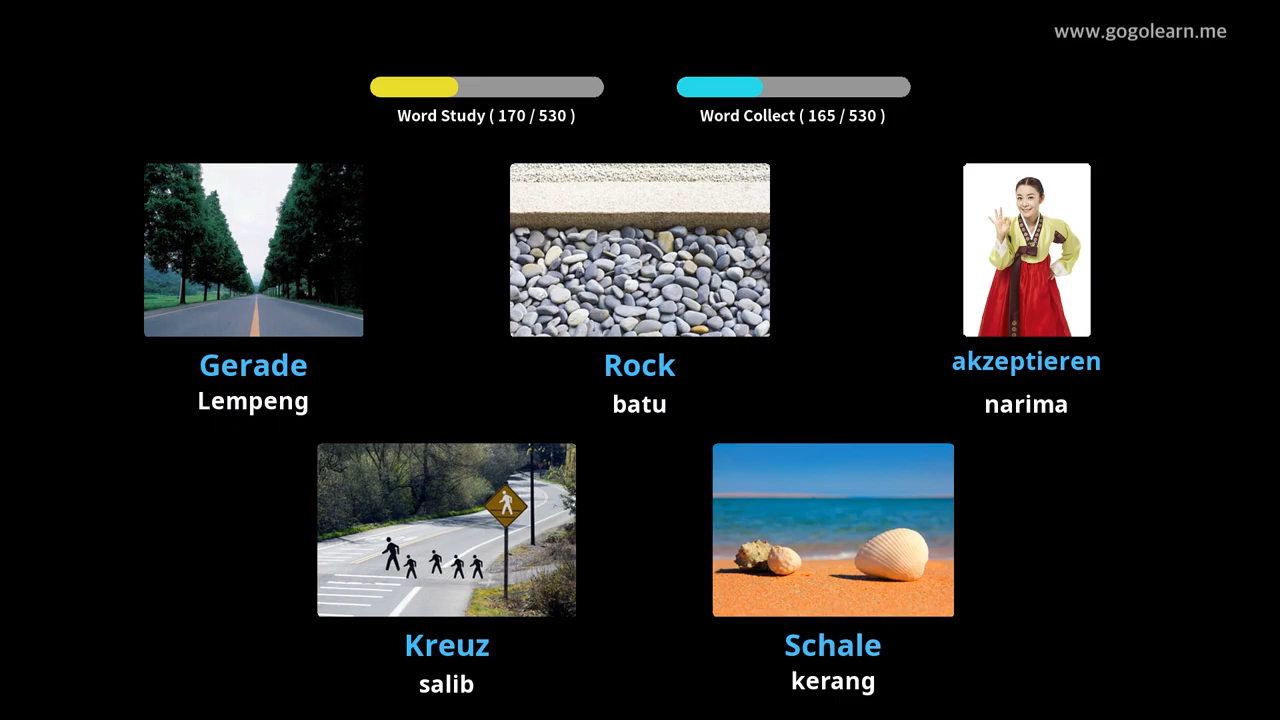 www.gogolearn.me
Word Study ( 170 / 530 )
Word Collect ( 165 / 530 )
Gerade
Lempeng
Rock
batu
akzeptieren
narima
Kreuz
salib
Schale
kerang